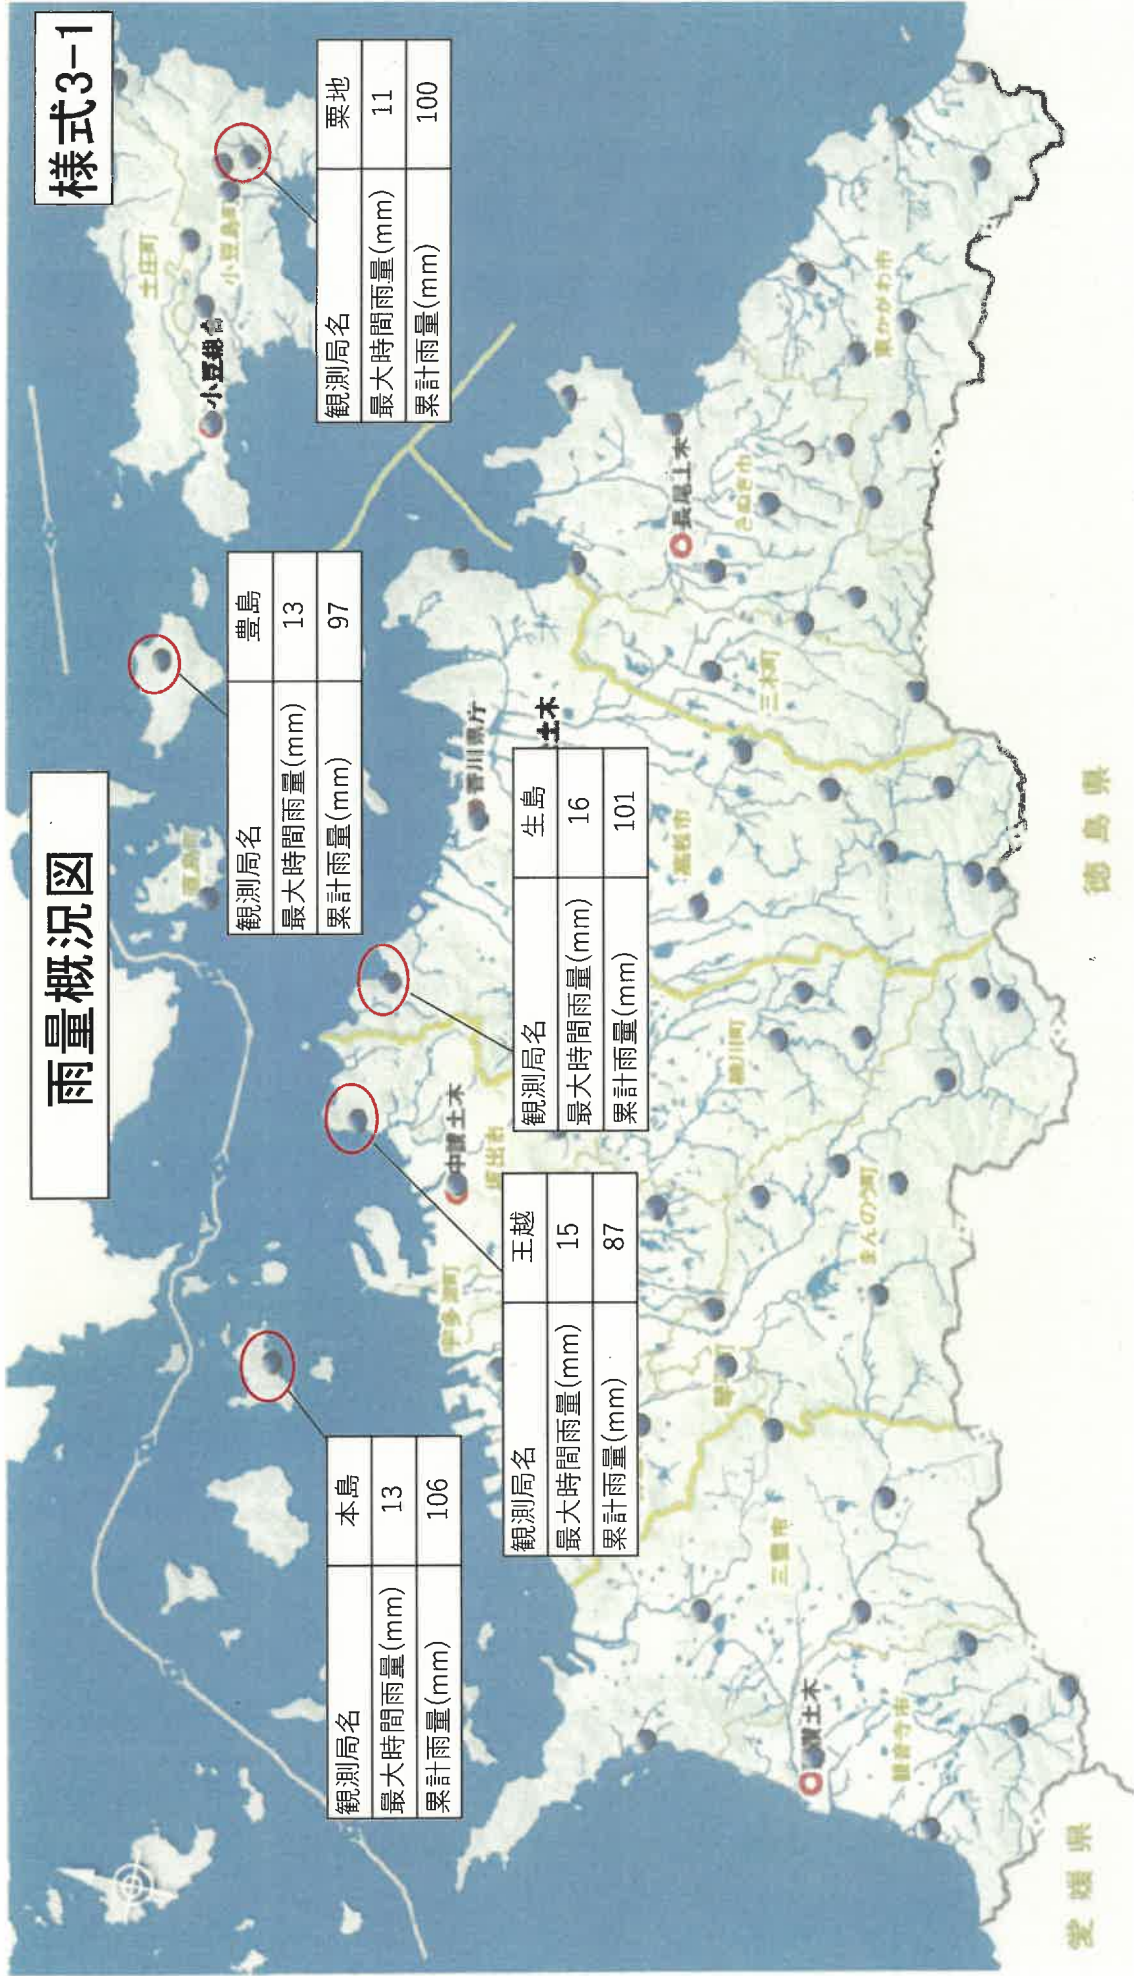 様式3-1
雨量概況図
観測局名 粟地
最大時間雨量(mm) 11
累計雨量(mm) 100
観測局名 豊島
最大時間雨量(mm) 13
累計雨量(mm) 97
観測局名 本島
最大時間雨量(mm) 13
累計雨量(mm) 106
観測局名 王越
最大時間雨量(mm) 15
累計雨量(mm) 87
観測局名 生島
最大時間雨量(mm) 16
累計雨量(mm) 101
土庄町
小豆島町
小豆総合
直島町
香川県庁
土木
高松市
中讃土木
坂出市
宇多津町
綾川町
まんのう町
三豊市
讃土木
観音寺市
三木町
長尾土木
さぬき市
東かがわ市
徳島県
愛媛県